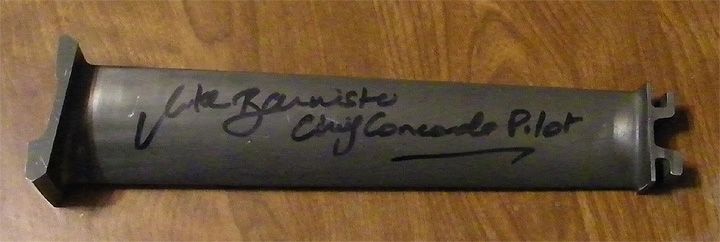 Mike Bannister
Chief Concorde Pilot